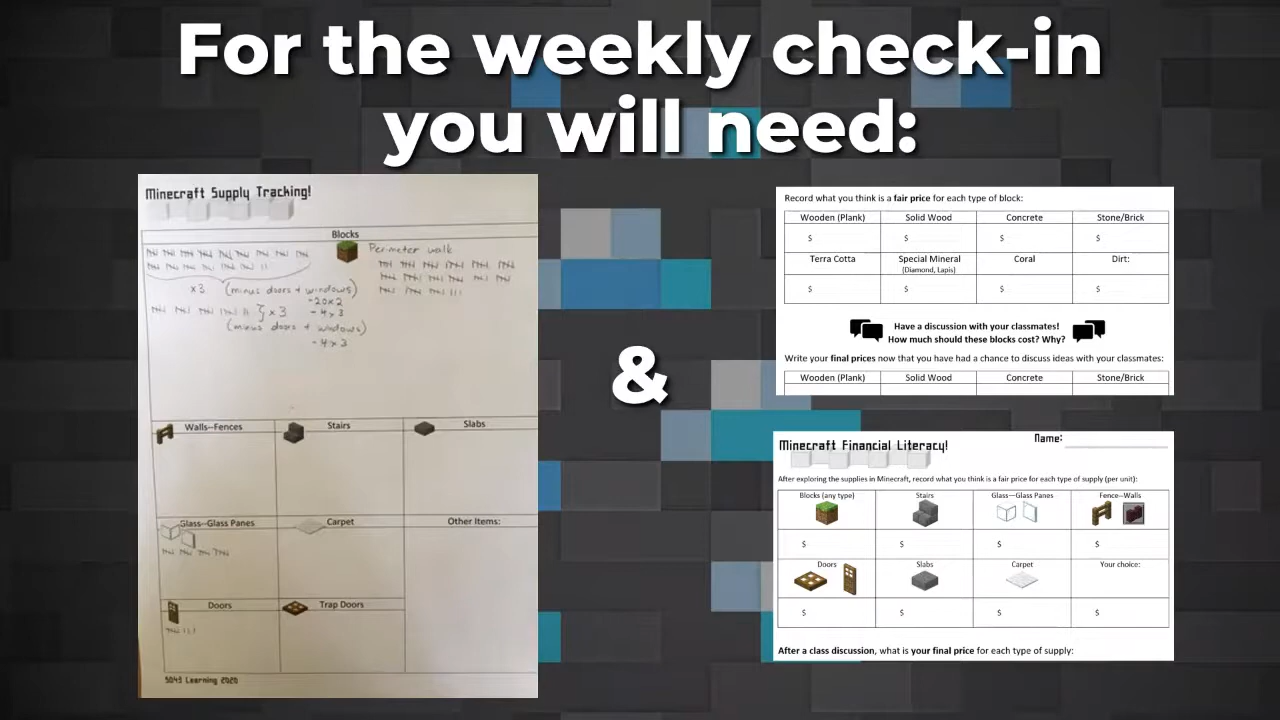 For the weekly check-in
you will need:
Minecraft Supply Tracking!
Blocks
Perimeter walk
x3 (minus doors + windows)
-20x2
-4x3
} x3
(minus doors + windows)
-4x3
Walls--Fences
Stairs
Slabs
Glass--Glass Panes
Carpet
Other Items:
Doors
Trap Doors
Learning 2020
&
Record what you think is a fair price for each type of block:
Wooden (Plank) Solid Wood Concrete Stone/Brick
$ $ $ $
Terra Cotta Special Mineral Coral Dirt:
(Diamond, Lapis)
$ $ $ $
Have a discussion with your classmates!
How much should these blocks cost? Why?
Write your final prices now that you have had a chance to discuss ideas with your classmates:
Wooden (Plank) Solid Wood Concrete Stone/Brick
Minecraft Financial Literacy!
Name:
After exploring the supplies in Minecraft, record what you think is a fair price for each type of supply (per unit):
Blocks (any type) Stairs Glass—Glass Panes Fence--Walls
$ $ $ $
Doors Slabs Carpet Your choice:
$ $ $ $
After a class discussion, what is your final price for each type of supply: